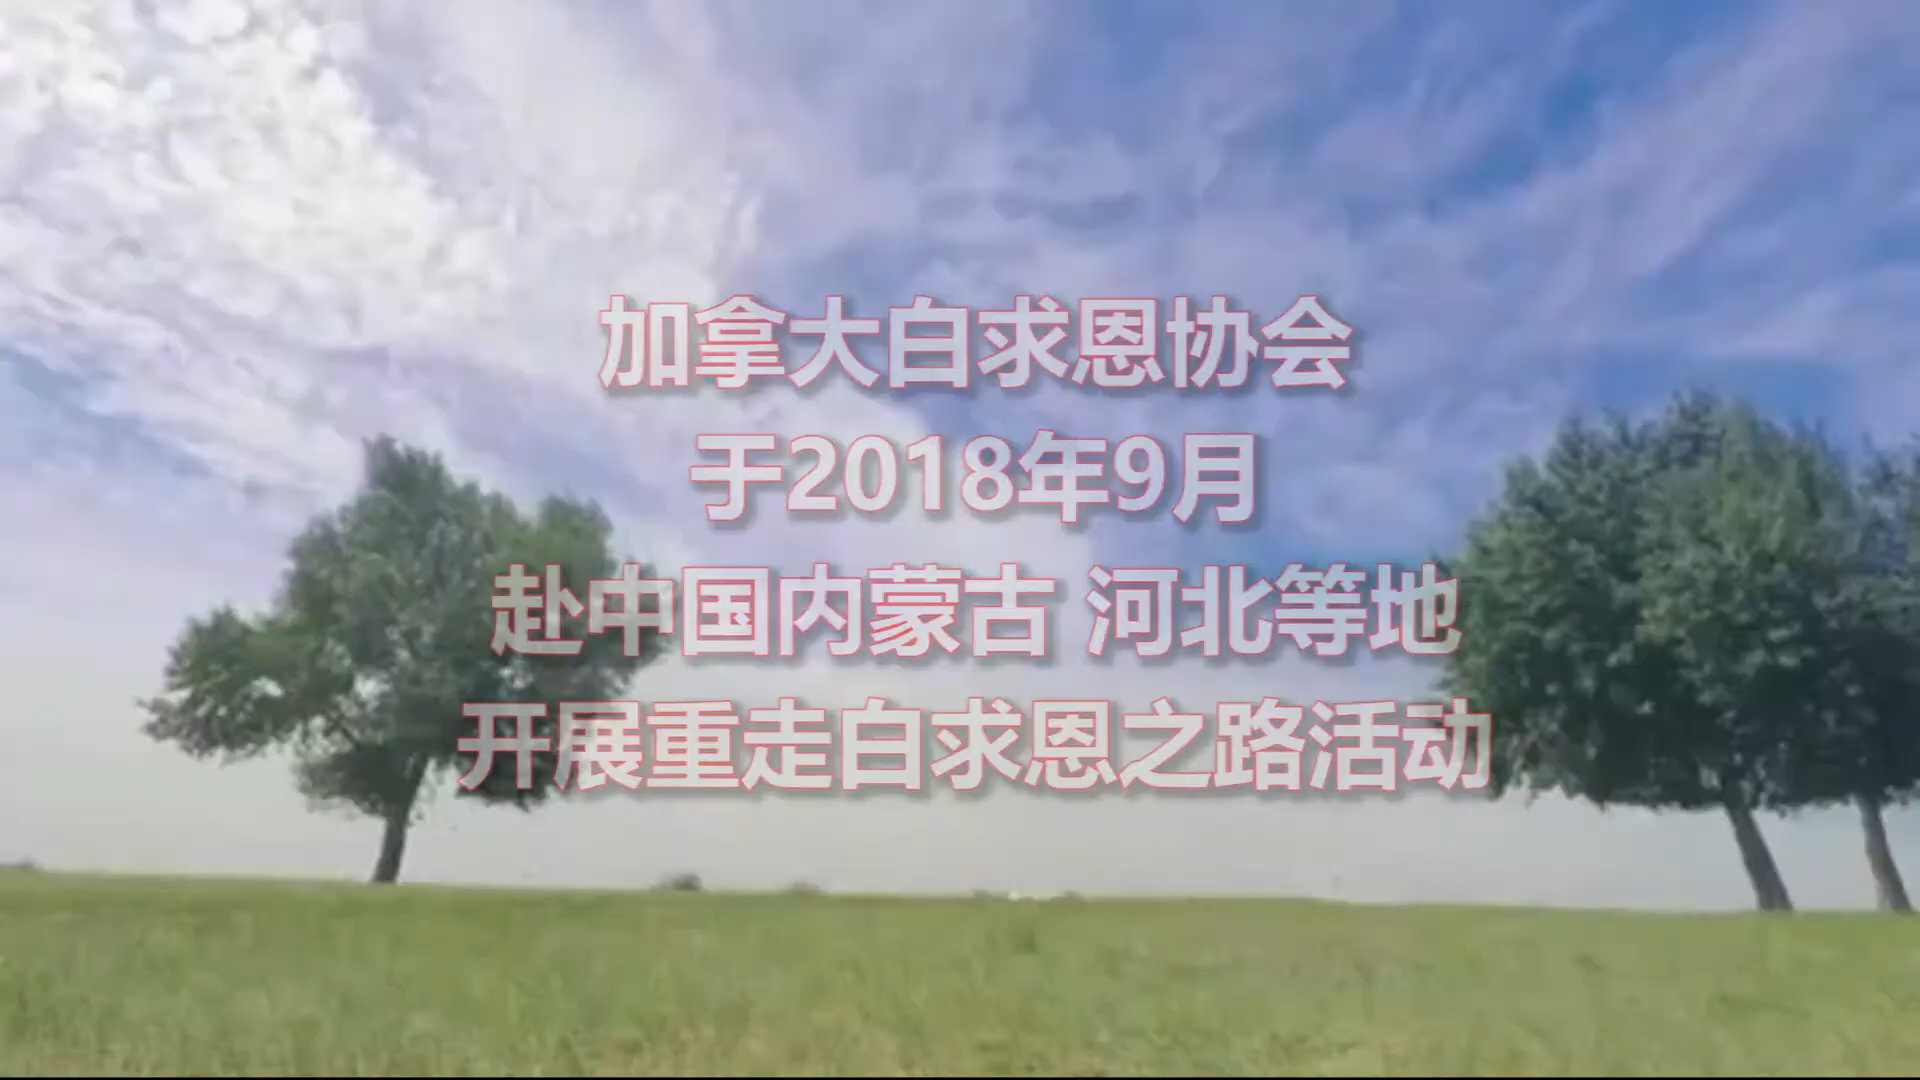 加拿大白求恩协会
于2018年9月
赴中国内蒙古 河北等地
开展重走白求恩之路活动